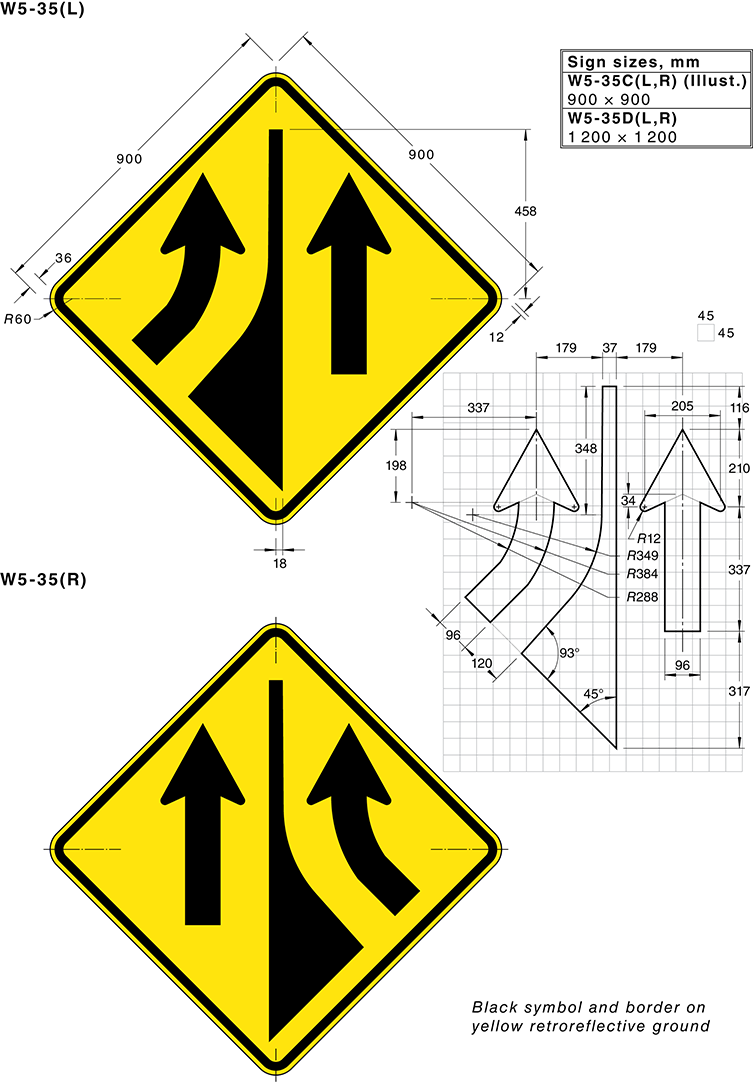 W5-35(L)
Sign sizes, mm
W5-35C(L,R) (Illust.)
900 × 900
W5-35D(L,R)
1 200 × 1 200
900
900
458
36
R60
12
18
45
45
179
37
179
337
205
116
348
198
210
34
R12
R349
R384
337
R288
96
93°
120
96
45°
317
W5-35(R)
Black symbol and border on
yellow retroreflective ground